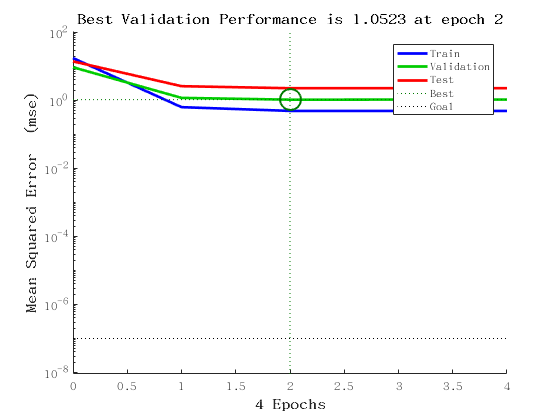 Best Validation Performance is 1.0523 at epoch 2
Mean Squared Error (mse)
10^2
10^0
10^-2
10^-4
10^-6
10^-8
Train
Validation
Test
Best
Goal
0 0.5 1 1.5 2 2.5 3 3.5 4
4 Epochs